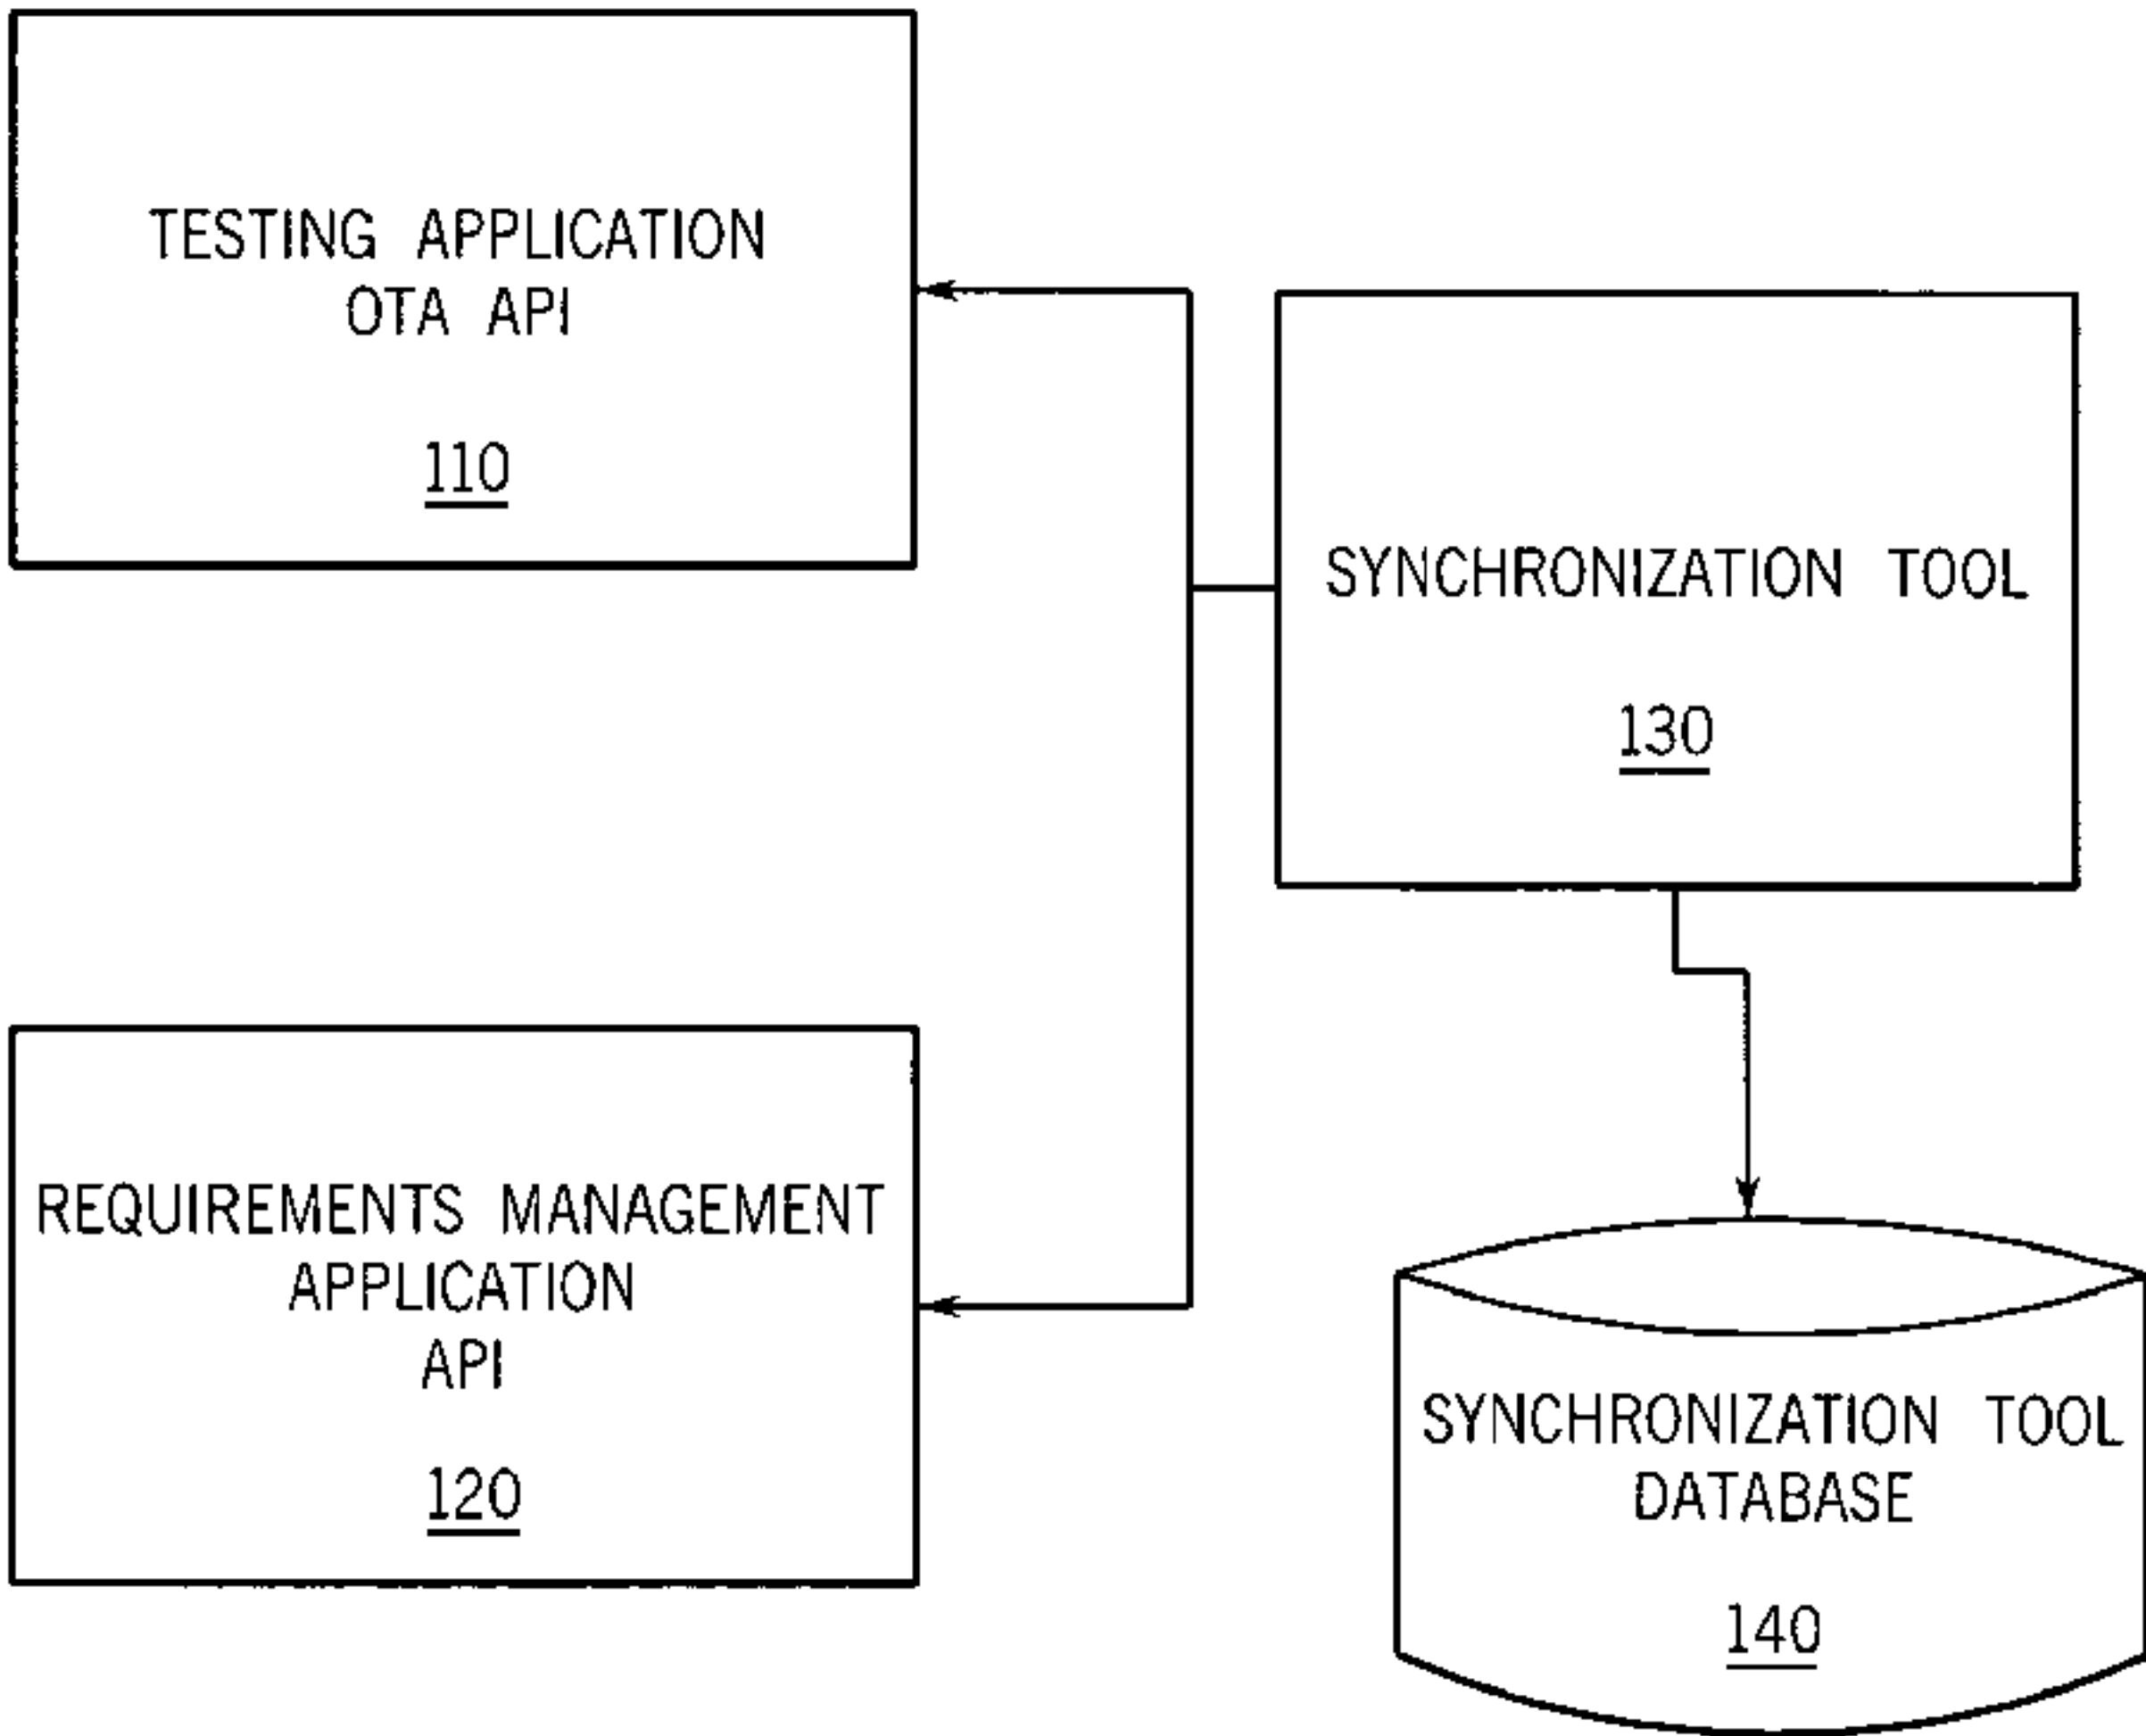 TESTING APPLICATION
OTA API
110
SYNCHRONIZATION TOOL
130
REQUIREMENTS MANAGEMENT
APPLICATION
API
120
SYNCHRONIZATION TOOL
DATABASE
140